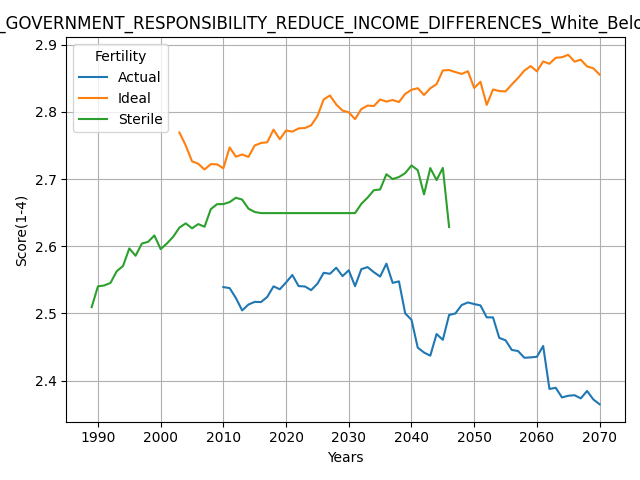 _GOVERNMENT_RESPONSIBILITY_REDUCE_INCOME_DIFFERENCES_White_Belo
Fertility
Actual
Ideal
Sterile
Score(1-4)
2.9
2.8
2.7
2.6
2.5
2.4
1990 2000 2010 2020 2030 2040 2050 2060 2070
Years